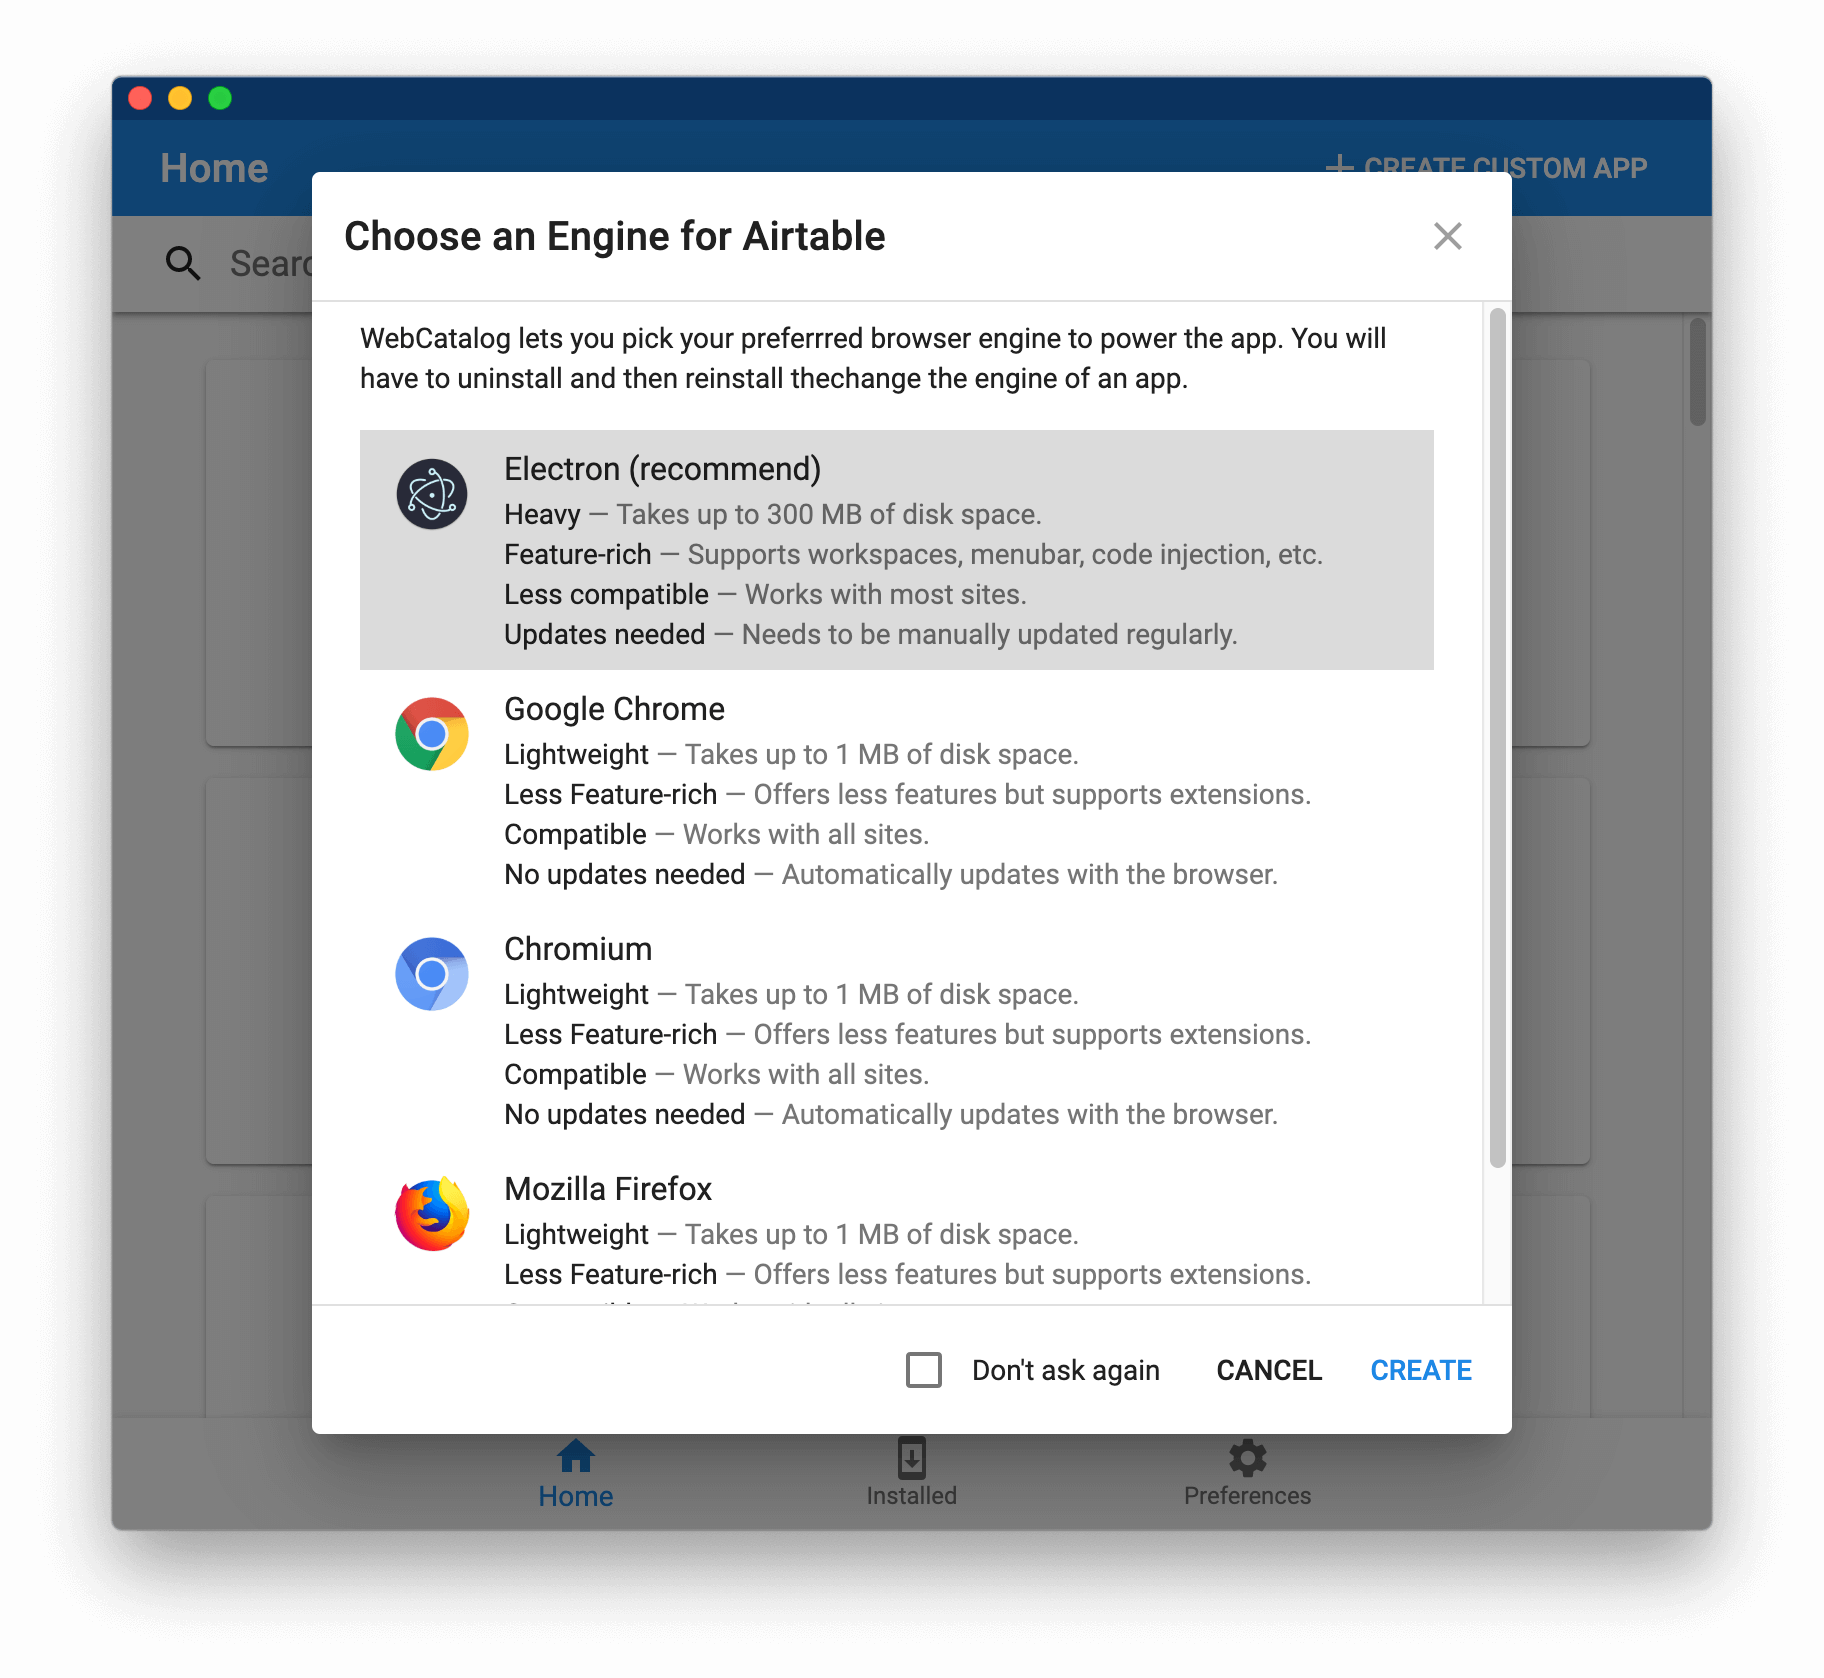 Home
CREATE CUSTOM APP
Choose an Engine for Airtable
WebCatalog lets you pick your preferrred browser engine to power the app. You will
have to uninstall and then reinstall thechange the engine of an app.
Electron (recommend)
Heavy — Takes up to 300 MB of disk space.
Feature-rich — Supports workspaces, menubar, code injection, etc.
Less compatible — Works with most sites.
Updates needed — Needs to be manually updated regularly.
Google Chrome
Lightweight — Takes up to 1 MB of disk space.
Less Feature-rich — Offers less features but supports extensions.
Compatible — Works with all sites.
No updates needed — Automatically updates with the browser.
Chromium
Lightweight — Takes up to 1 MB of disk space.
Less Feature-rich — Offers less features but supports extensions.
Compatible — Works with all sites.
No updates needed — Automatically updates with the browser.
Mozilla Firefox
Lightweight — Takes up to 1 MB of disk space.
Less Feature-rich — Offers less features but supports extensions.
Don't ask again
CANCEL
CREATE
Home
Installed
Preferences